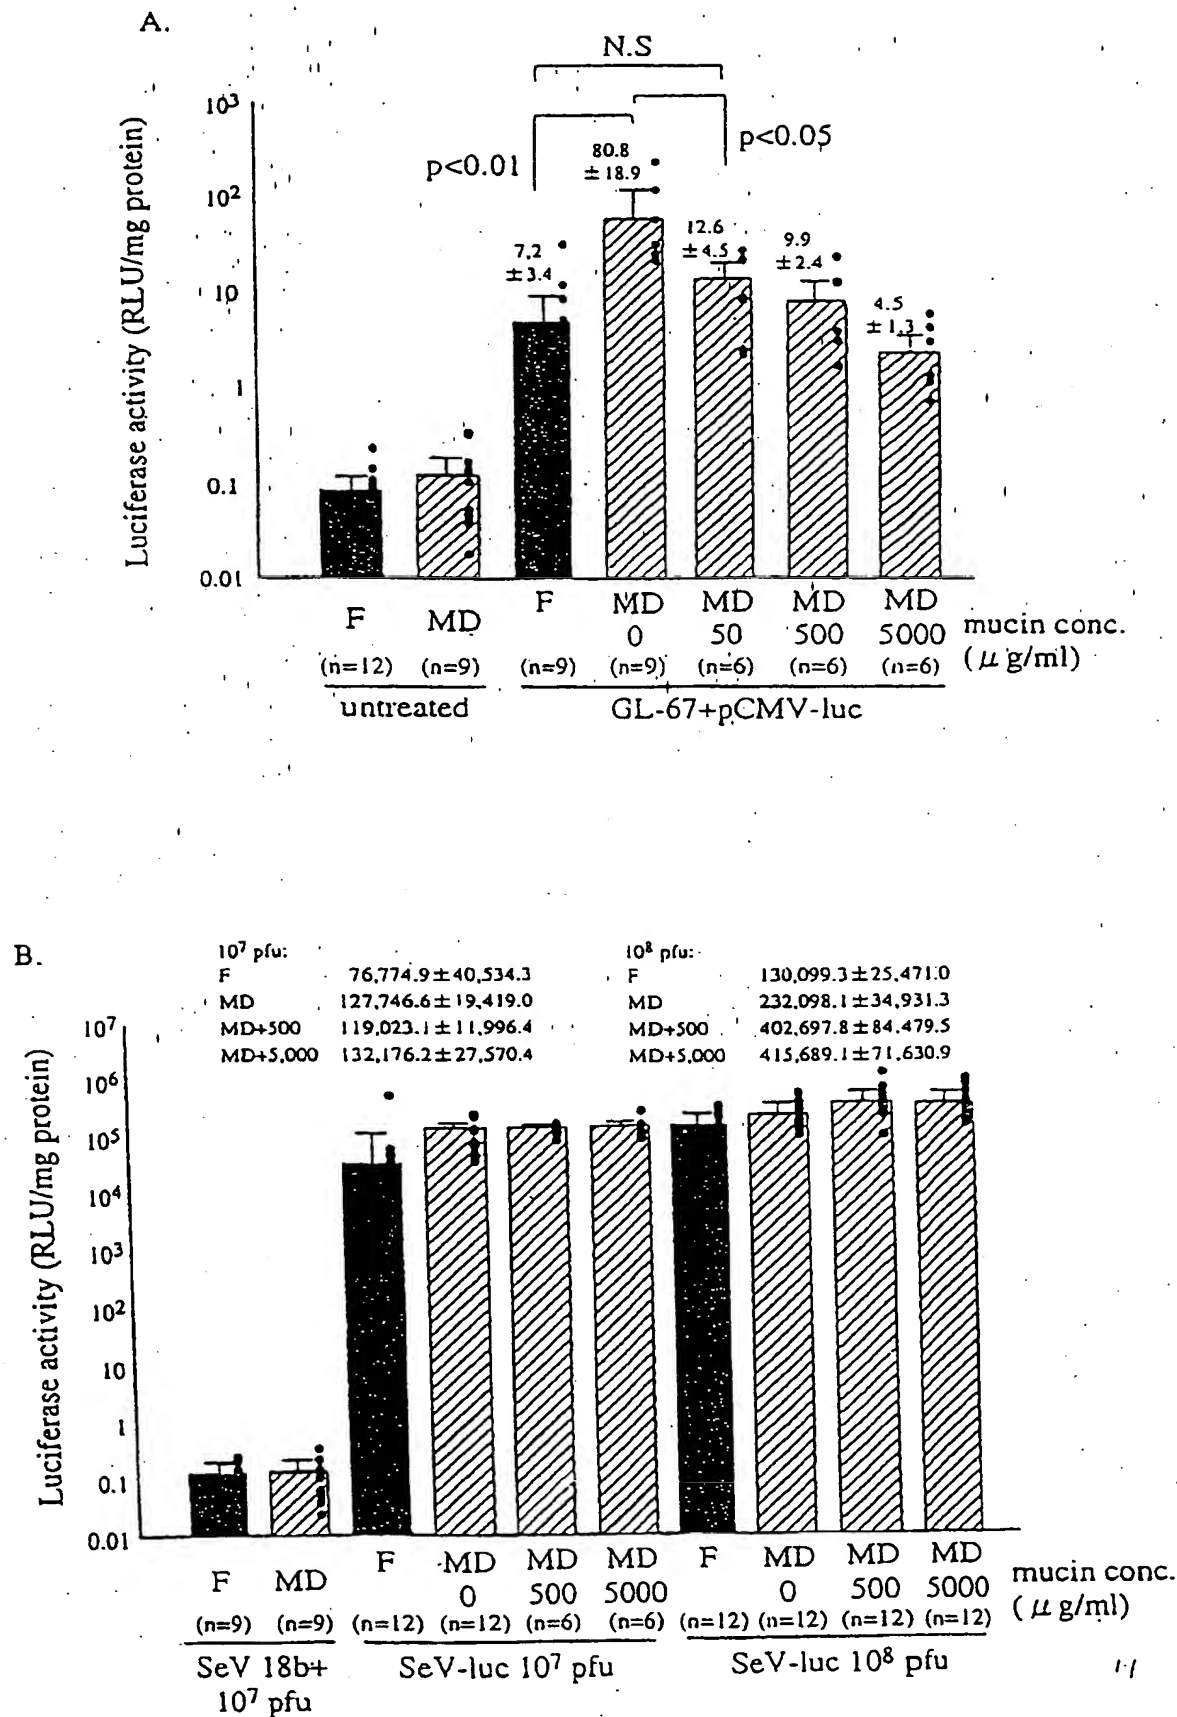 A.
N.S
Luciferase activity (RLU/mg protein)
10³
10²
10
1
0.1
0.01
p<0.01
p<0.05
80.8
±18.9
7.2
±3.4
12.6
±4.5
9.9
±2.4
4.5
±1.3
F MD F MD MD MD MD
0 50 500 5000 mucin conc.
(n=12) (n=9) (n=9) (n=9) (n=6) (n=6) (n=6) (μg/ml)
untreated GL-67+pCMV-luc
B.
10⁷ pfu:
F 76,774.9±40,534.3
MD 127,746.6±19,419.0
MD+500 119,023.1±11,996.4
MD+5,000 132,176.2±27,570.4
10⁸ pfu:
F 130,099.3±25,471.0
MD 232,098.1±34,931.3
MD+500 402,697.8±84,479.5
MD+5,000 415,689.1±71,630.9
Luciferase activity (RLU/mg protein)
10⁷
10⁶
10⁵
10⁴
10³
10²
10
1
0.1
0.01
F MD F MD MD MD F MD MD MD
0 500 5000 0 500 5000 mucin conc.
(n=9) (n=9) (n=12) (n=12) (n=6) (n=6) (n=12) (n=12) (n=12) (n=12) (μg/ml)
SeV 18b+ SeV-luc 10⁷ pfu SeV-luc 10⁸ pfu
10⁷ pfu